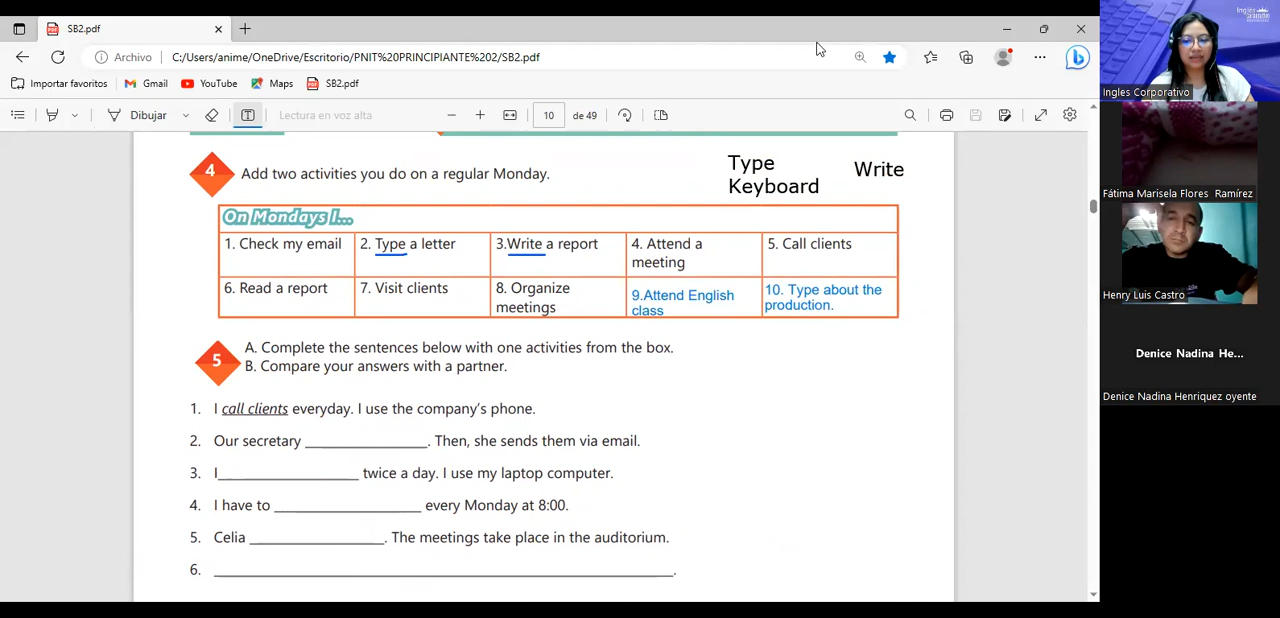 SB2.pdf
Archivo
C:/Users/anime/OneDrive/Escritorio/PNIT%20PRINCIPIANTE%202/SB2.pdf
Importar favoritos
Gmail
YouTube
Maps
SB2.pdf
Dibujar
Lectura en voz alta
10
de 49
4
Add two activities you do on a regular Monday.
Type
Keyboard
Write
On Mondays I...
1. Check my email
2. Type a letter
3.Write a report
4. Attend a
meeting
5. Call clients
6. Read a report
7. Visit clients
8. Organize
meetings
9.Attend English
class
10. Type about the
production.
5
A. Complete the sentences below with one activities from the box.
B. Compare your answers with a partner.
1. I call clients everyday. I use the company's phone.
2. Our secretary ________________. Then, she sends them via email.
3. I__________________ twice a day. I use my laptop computer.
4. I have to ___________________ every Monday at 8:00.
5. Celia _________________. The meetings take place in the auditorium.
6. ____________________________________________________________.
Ingles Corporativo
Fátima Marisela Flores Ramírez
Henry Luis Castro
Denice Nadina He...
Denice Nadina Henriquez oyente